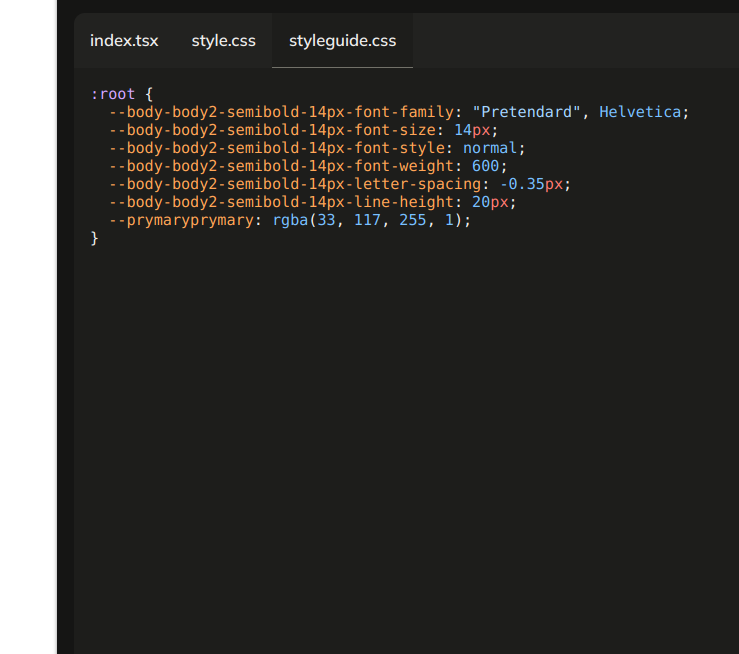 index.tsx style.css styleguide.css
:root {
  --body-body2-semibold-14px-font-family: "Pretendard", Helvetica;
  --body-body2-semibold-14px-font-size: 14px;
  --body-body2-semibold-14px-font-style: normal;
  --body-body2-semibold-14px-font-weight: 600;
  --body-body2-semibold-14px-letter-spacing: -0.35px;
  --body-body2-semibold-14px-line-height: 20px;
  --prymaryprymary: rgba(33, 117, 255, 1);
}